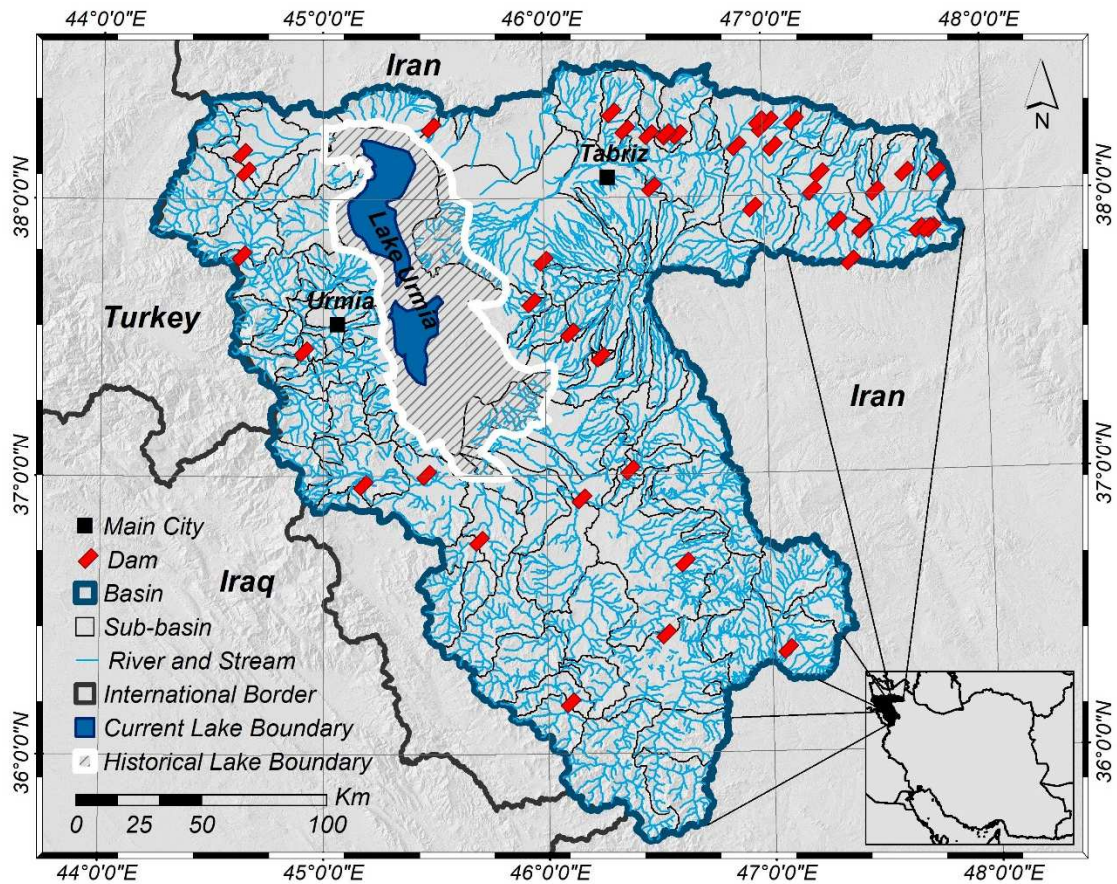 44°0'0"E 45°0'0"E 46°0'0"E 47°0'0"E 48°0'0"E
Iran
N
Tabriz
38°0'0"N
38°0'0"N
Lake Urmia
Urmia
Turkey
Iran
37°0'0"N
37°0'0"N
Main City
Dam
Iraq
Basin
Sub-basin
River and Stream
International Border
Current Lake Boundary
Historical Lake Boundary
36°0'0"N
36°0'0"N
Km
0 25 50 100
44°0'0"E 45°0'0"E 46°0'0"E 47°0'0"E 48°0'0"E